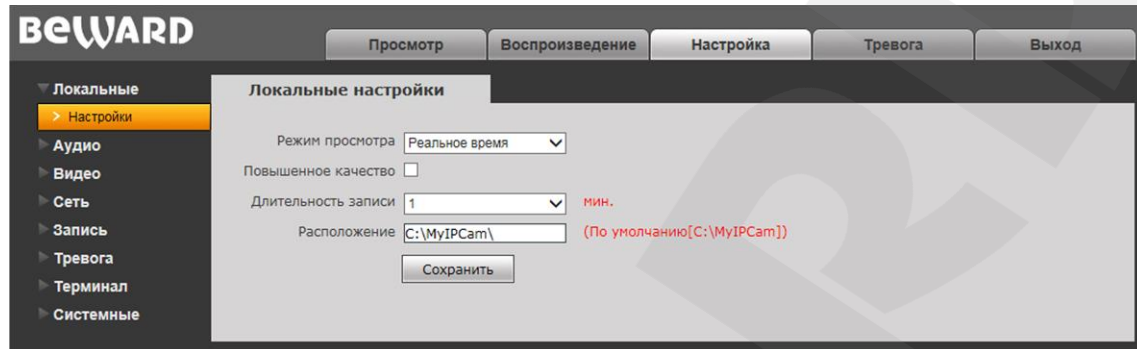 BEWARD
Просмотр Воспроизведение Настройка Тревога Выход
Локальные
> Настройки
Аудио
Видео
Сеть
Запись
Тревога
Терминал
Системные
Локальные настройки
Режим просмотра Реальное время
Повышенное качество
Длительность записи 1 мин.
Расположение C:\MyIPCam\ (По умолчанию[C:\MyIPCam])
Сохранить